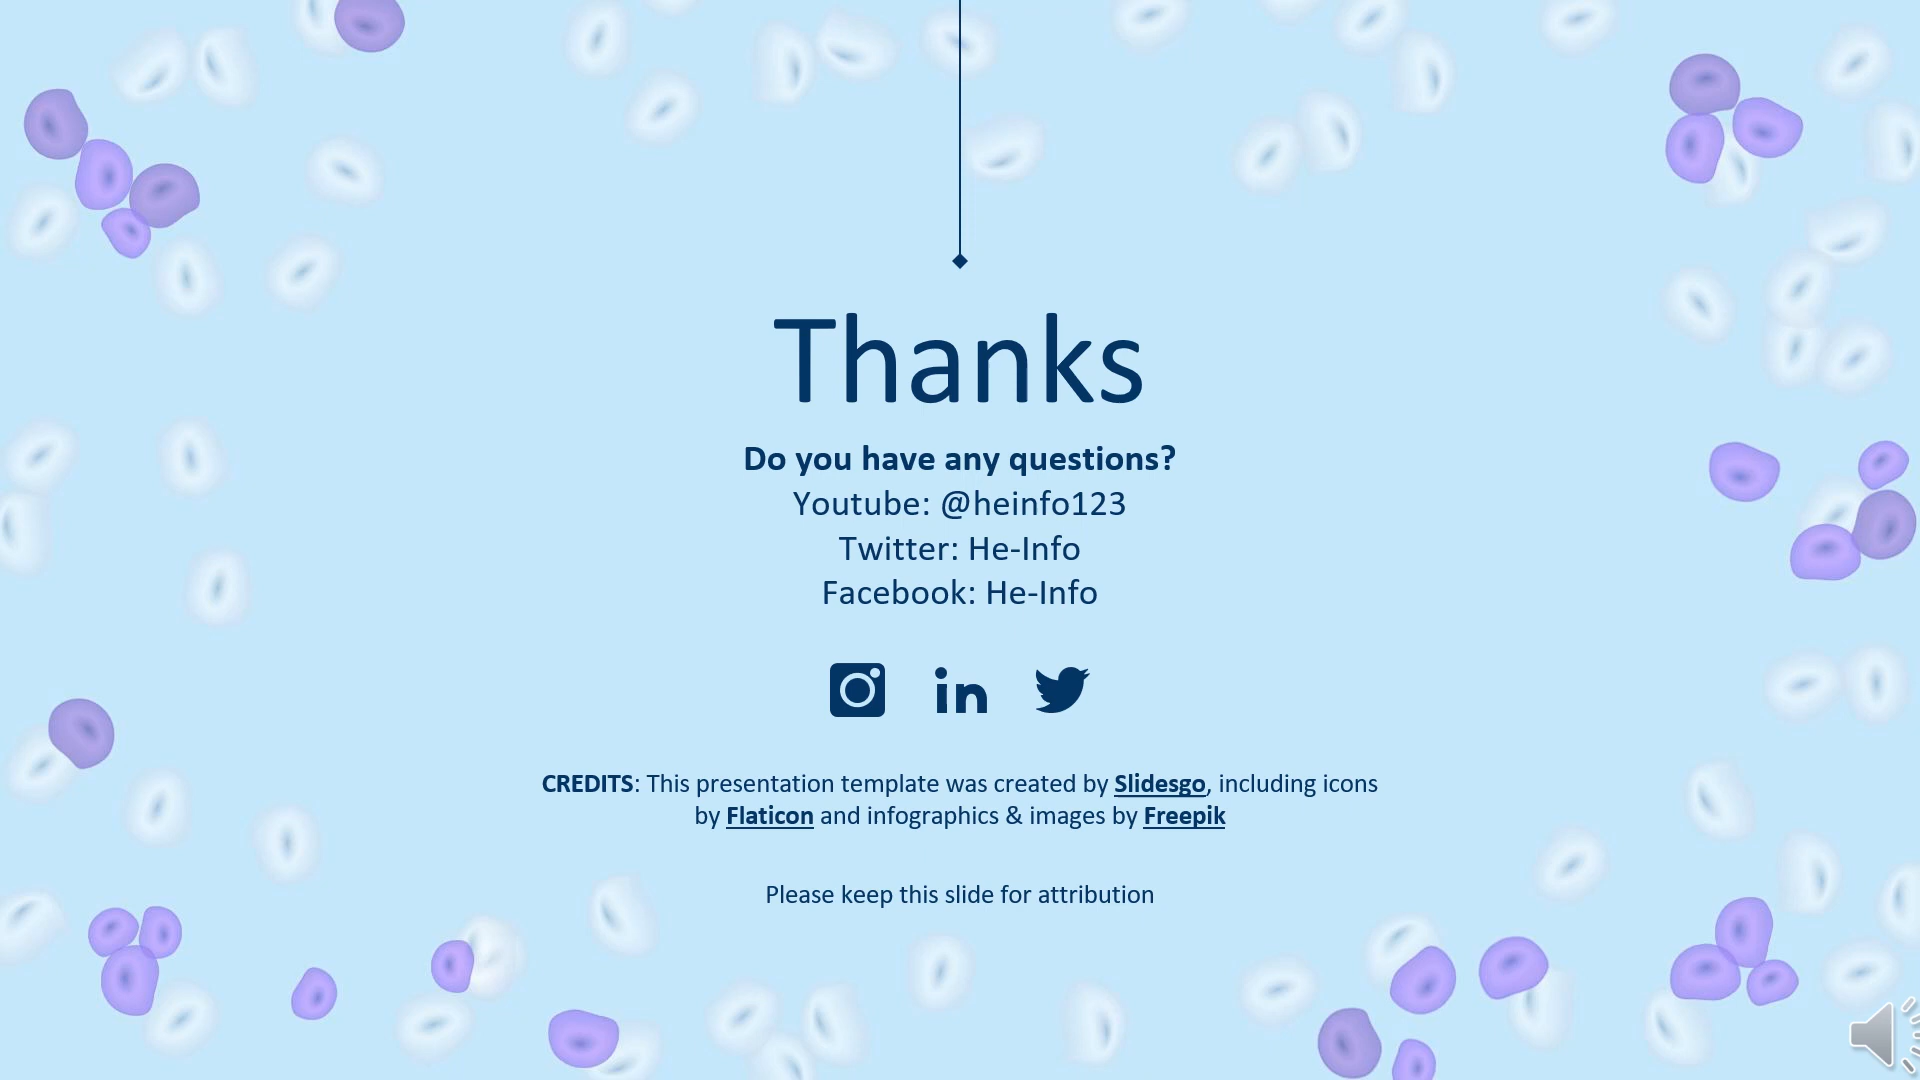 Thanks
Do you have any questions?
Youtube: @heinfo123
Twitter: He-Info
Facebook: He-Info
in
CREDITS: This presentation template was created by Slidesgo, including icons
by Flaticon and infographics & images by Freepik
Please keep this slide for attribution